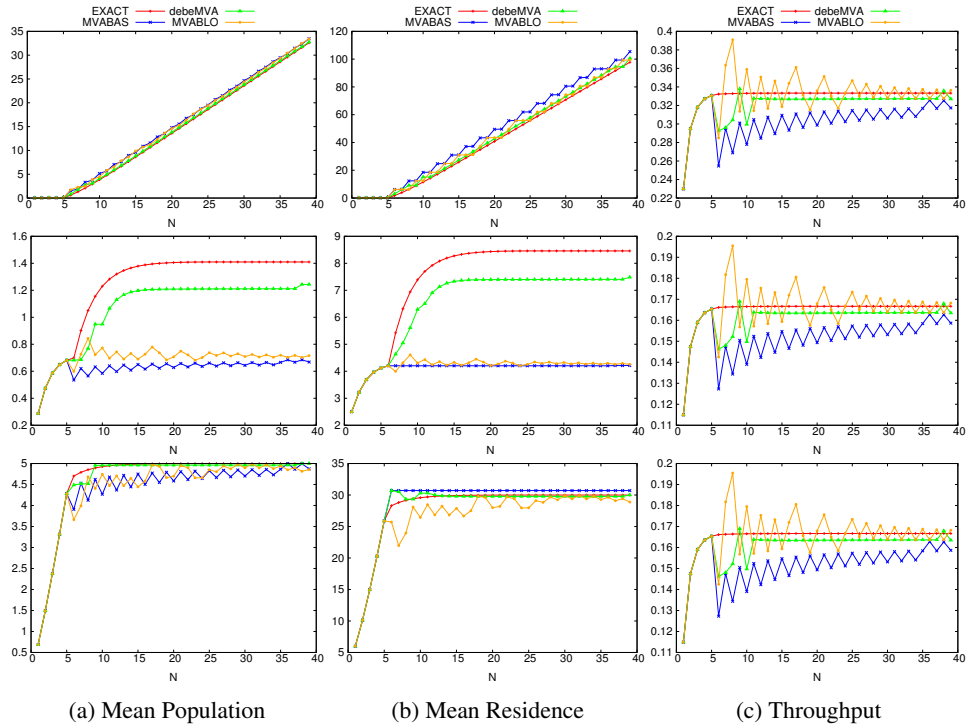 EXACT debeMVA
MVABAS MVABLO
35
30
25
20
15
10
5
0
0 5 10 15 20 25 30 35 40
N
EXACT debeMVA
MVABAS MVABLO
120
100
80
60
40
20
0
0 5 10 15 20 25 30 35 40
N
EXACT debeMVA
MVABAS MVABLO
0.4
0.38
0.36
0.34
0.32
0.3
0.28
0.26
0.24
0.22
0 5 10 15 20 25 30 35 40
N
1.6
1.4
1.2
1
0.8
0.6
0.4
0.2
0 5 10 15 20 25 30 35 40
N
9
8
7
6
5
4
3
2
0 5 10 15 20 25 30 35 40
N
0.2
0.19
0.18
0.17
0.16
0.15
0.14
0.13
0.12
0.11
0 5 10 15 20 25 30 35 40
N
5
4.5
4
3.5
3
2.5
2
1.5
1
0.5
0 5 10 15 20 25 30 35 40
N
35
30
25
20
15
10
5
0 5 10 15 20 25 30 35 40
N
0.2
0.19
0.18
0.17
0.16
0.15
0.14
0.13
0.12
0.11
0 5 10 15 20 25 30 35 40
N
(a) Mean Population
(b) Mean Residence
(c) Throughput